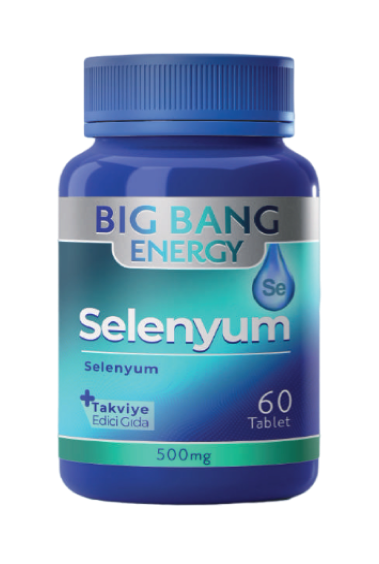 BIG BANG
ENERGY
Se
Selenyum
Selenyum
+Takviye
Edici Gıda
60
Tablet
500mg